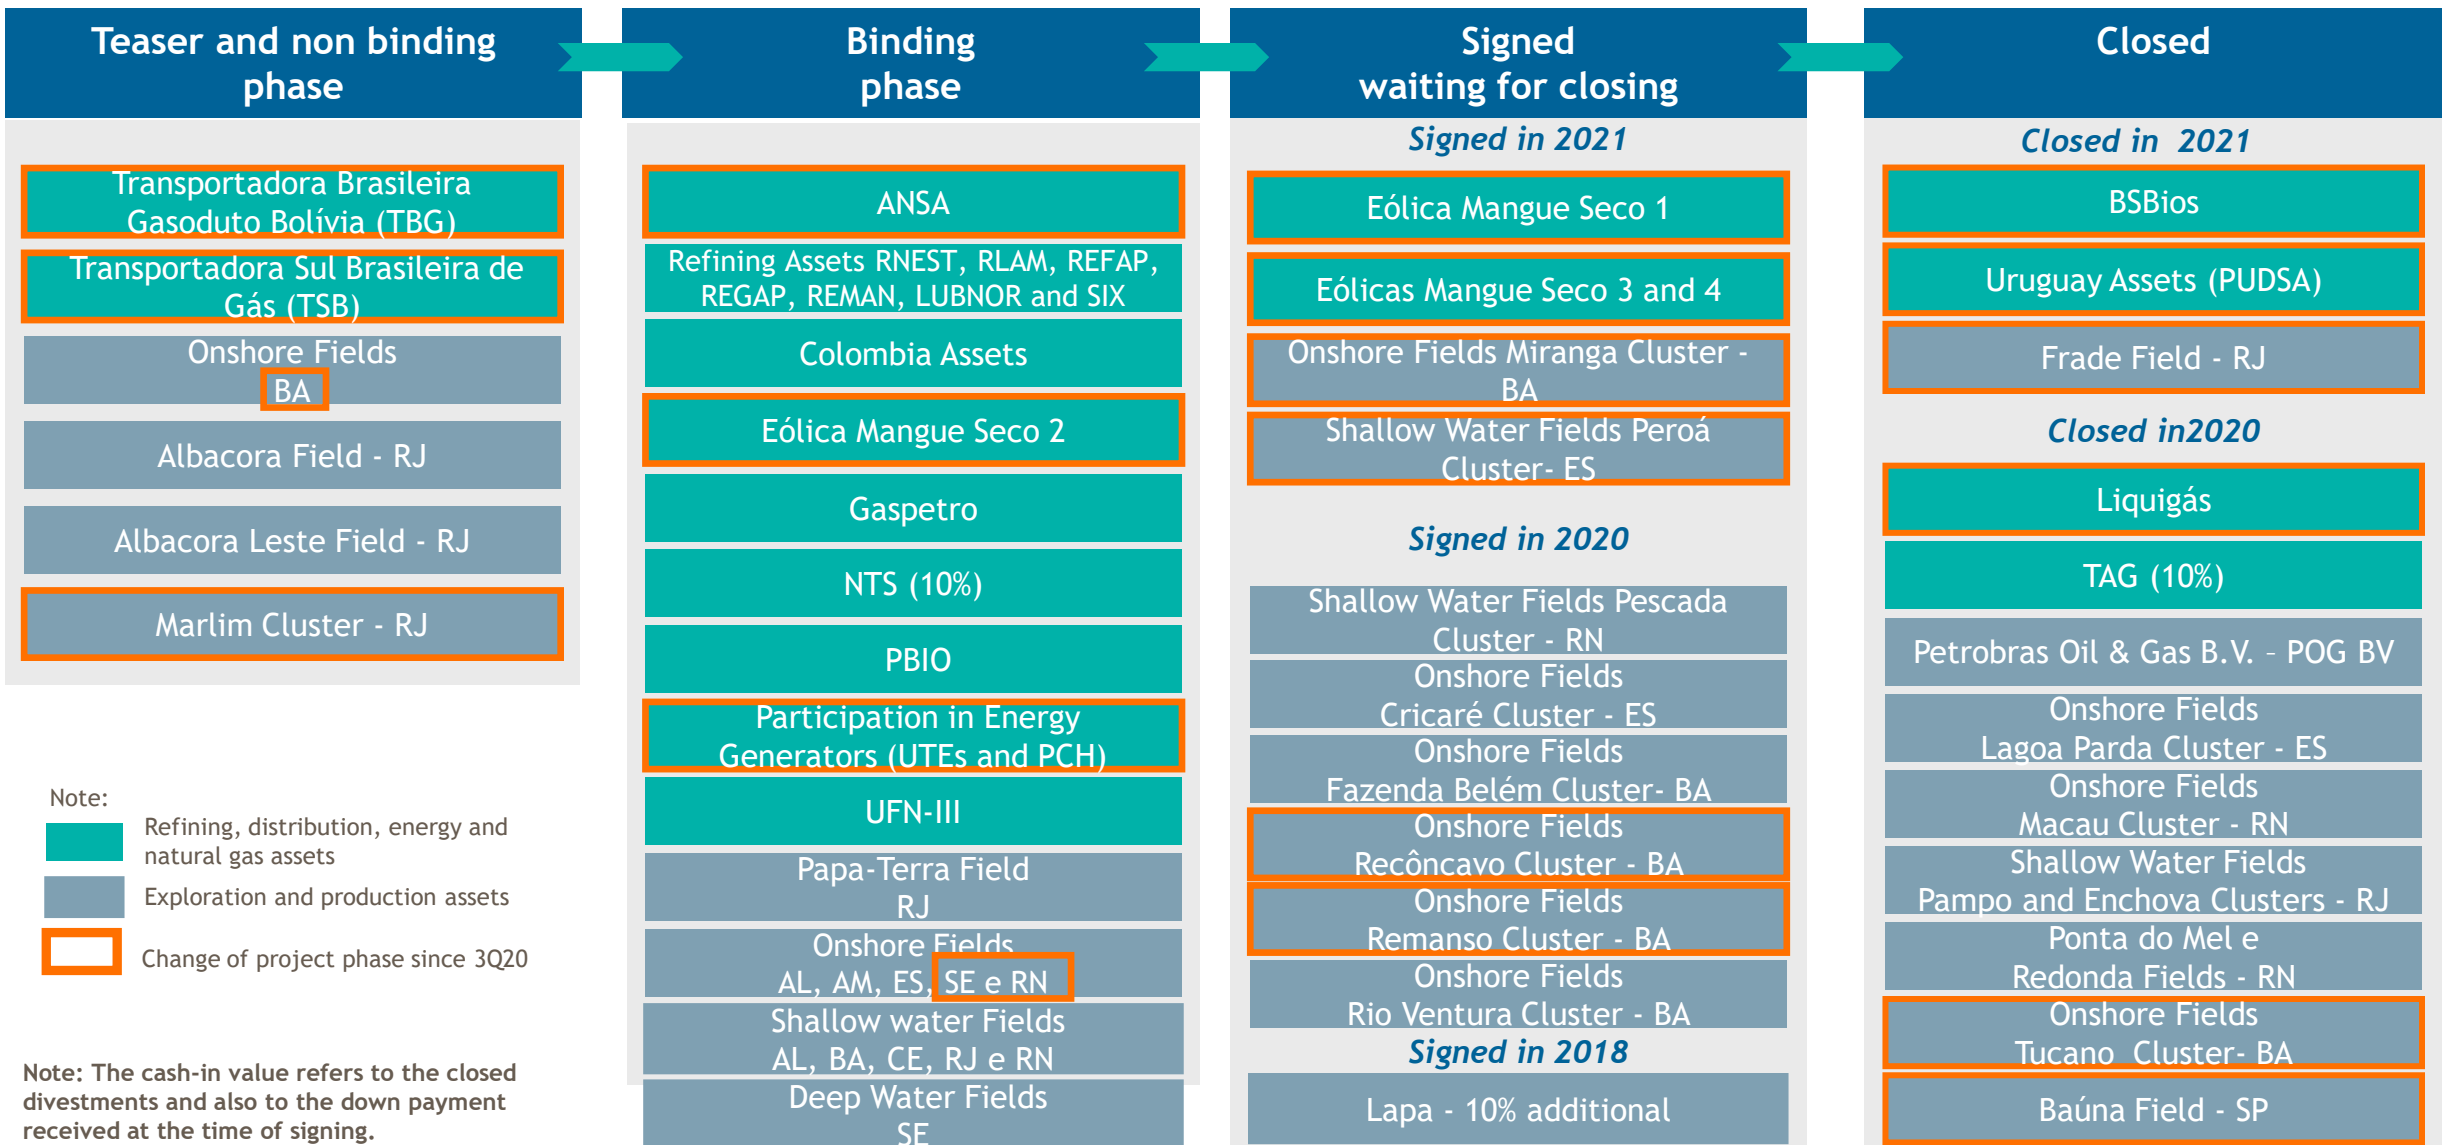 Teaser and non binding
phase
Transportadora Brasileira
Gasoduto Bolívia (TBG)
Transportadora Sul Brasileira de
Gás (TSB)
Onshore Fields
BA
Albacora Field - RJ
Albacora Leste Field - RJ
Marlim Cluster - RJ
Note:
Refining, distribution, energy and
natural gas assets
Exploration and production assets
Change of project phase since 3Q20
Note: The cash-in value refers to the closed
divestments and also to the down payment
received at the time of signing.
Binding
phase
ANSA
Refining Assets RNEST, RLAM, REFAP,
REGAP, REMAN, LUBNOR and SIX
Colombia Assets
Eólica Mangue Seco 2
Gaspetro
NTS (10%)
PBIO
Participation in Energy
Generators (UTEs and PCH)
UFN-III
Papa-Terra Field
RJ
Onshore Fields
AL, AM, ES, SE e RN
Shallow water Fields
AL, BA, CE, RJ e RN
Deep Water Fields
SE
Signed
waiting for closing
Signed in 2021
Eólica Mangue Seco 1
Eólicas Mangue Seco 3 and 4
Onshore Fields Miranga Cluster -
BA
Shallow Water Fields Peroá
Cluster- ES
Signed in 2020
Shallow Water Fields Pescada
Cluster - RN
Onshore Fields
Cricaré Cluster - ES
Onshore Fields
Fazenda Belém Cluster- BA
Onshore Fields
Recôncavo Cluster - BA
Onshore Fields
Remanso Cluster - BA
Onshore Fields
Rio Ventura Cluster - BA
Signed in 2018
Lapa - 10% additional
Closed
Closed in  2021
BSBios
Uruguay Assets (PUDSA)
Frade Field - RJ
Closed in2020
Liquigás
TAG (10%)
Petrobras Oil & Gas B.V. – POG BV
Onshore Fields
Lagoa Parda Cluster - ES
Onshore Fields
Macau Cluster - RN
Shallow Water Fields
Pampo and Enchova Clusters - RJ
Ponta do Mel e
Redonda Fields - RN
Onshore Fields
Tucano  Cluster- BA
Baúna Field - SP